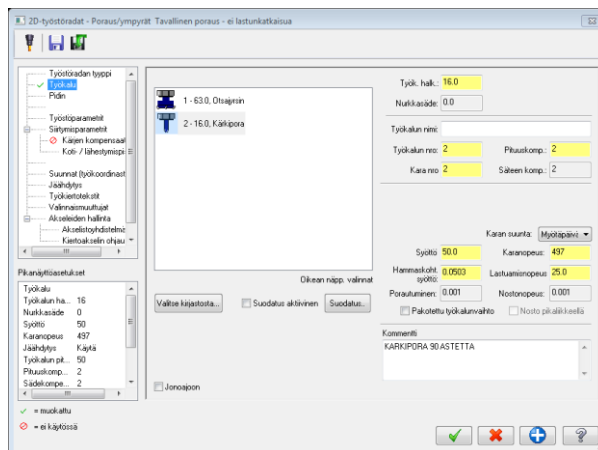 2D-työstöradat - Poraus/ympyrät Tavallinen poraus - ei lastunkatkaisua
Työstöradan tyyppi
Työkalu
Pidin
Työstöparametrit
Siirtymisparametrit
Kärjen kompensaat
Koti- / lähestymispis
Suunnat (työkoordinast
Jäähdytys
Työkiertotekstit
Valinnaismuuttujat
Akseleiden hallinta
Akselistoyhdistelmä
Kiertoakselin ohjau
Pikanäyttöasetukset
Työkalu
Työkalun ha... 16
Nurkkasäde 0
Syöttö 50
Karanopeus 497
Jäähdytys Käytä
Työkalun pit... 50
Pituuskomp... 2
Sädekompe... 2
= muokattu
= ei käytössä
1 - 63.0, Otsajyrsin
2 - 16.0, Kärkipora
Oikean näpp. valinnat
Valitse kirjastosta...
Suodatus aktivinen
Suodatus..
Jonoajoon
Työk. halk.: 16.0
Nurkkasäde: 0.0
Työkalun nimi:
Työkalun nro: 2
Pituuskomp.: 2
Kara nro 2
Säteen komp.: 2
Karan suunta: Myötäpäivä
Syöttö 50.0
Karanopeus: 497
Hammaskoht. syöttö: 0.0503
Lastuamisnopeus 25.0
Porautuminen: 0.001
Nostonopeus: 0.001
Pakotettu työkalunvaihto
Nosto pikaliikkeellä
Kommentti
KARKIPORA 90 ASTETTA